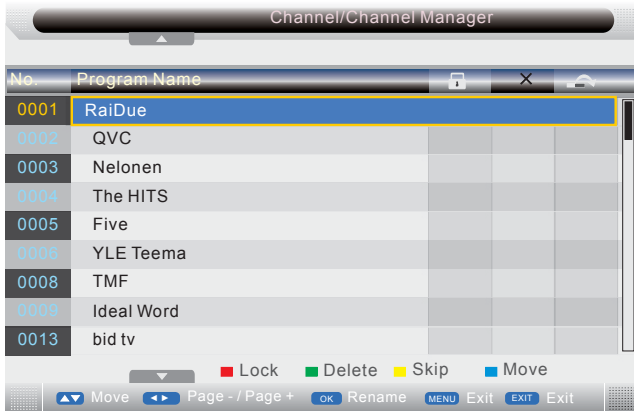 Channel/Channel Manager
No. Program Name
0001 RaiDue
0002 QVC
0003 Nelonen
0004 The HITS
0005 Five
0006 YLE Teema
0008 TMF
0009 Ideal Word
0013 bid tv
Lock Delete Skip Move
Move Page - / Page + OK Rename MENU Exit EXIT Exit